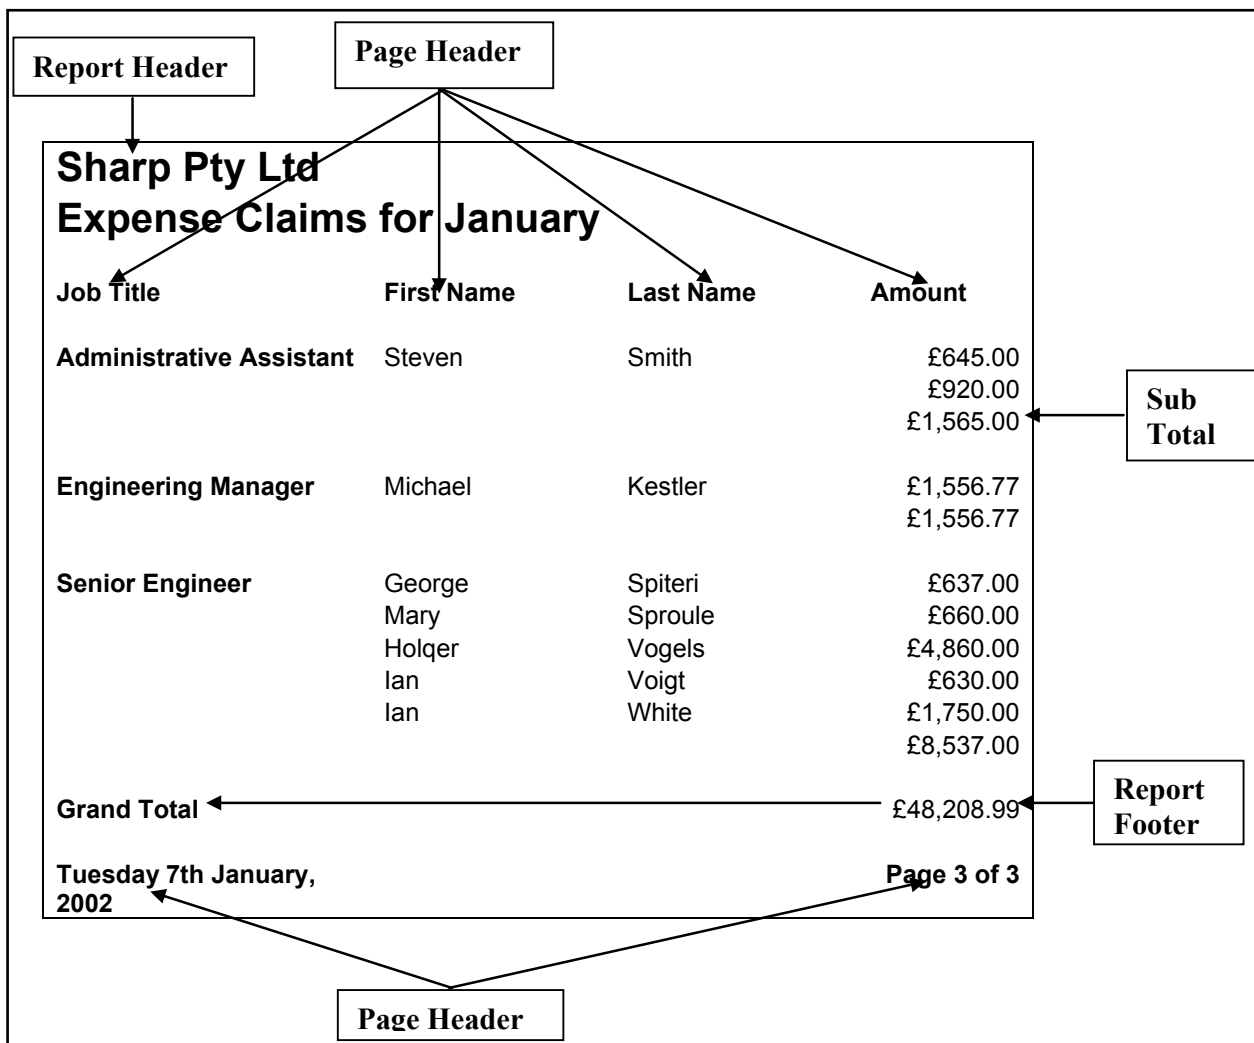 Report Header
Page Header
Sharp Pty Ltd
Expense Claims for January
Job Title First Name Last Name Amount
Administrative Assistant Steven Smith £645.00
£920.00
£1,565.00
Sub
Total
Engineering Manager Michael Kestler £1,556.77
£1,556.77
Senior Engineer George Spiteri £637.00
Mary Sproule £660.00
Holqer Vogels £4,860.00
Ian Voigt £630.00
Ian White £1,750.00
£8,537.00
Grand Total £48,208.99
Report
Footer
Tuesday 7th January, Page 3 of 3
2002
Page Header